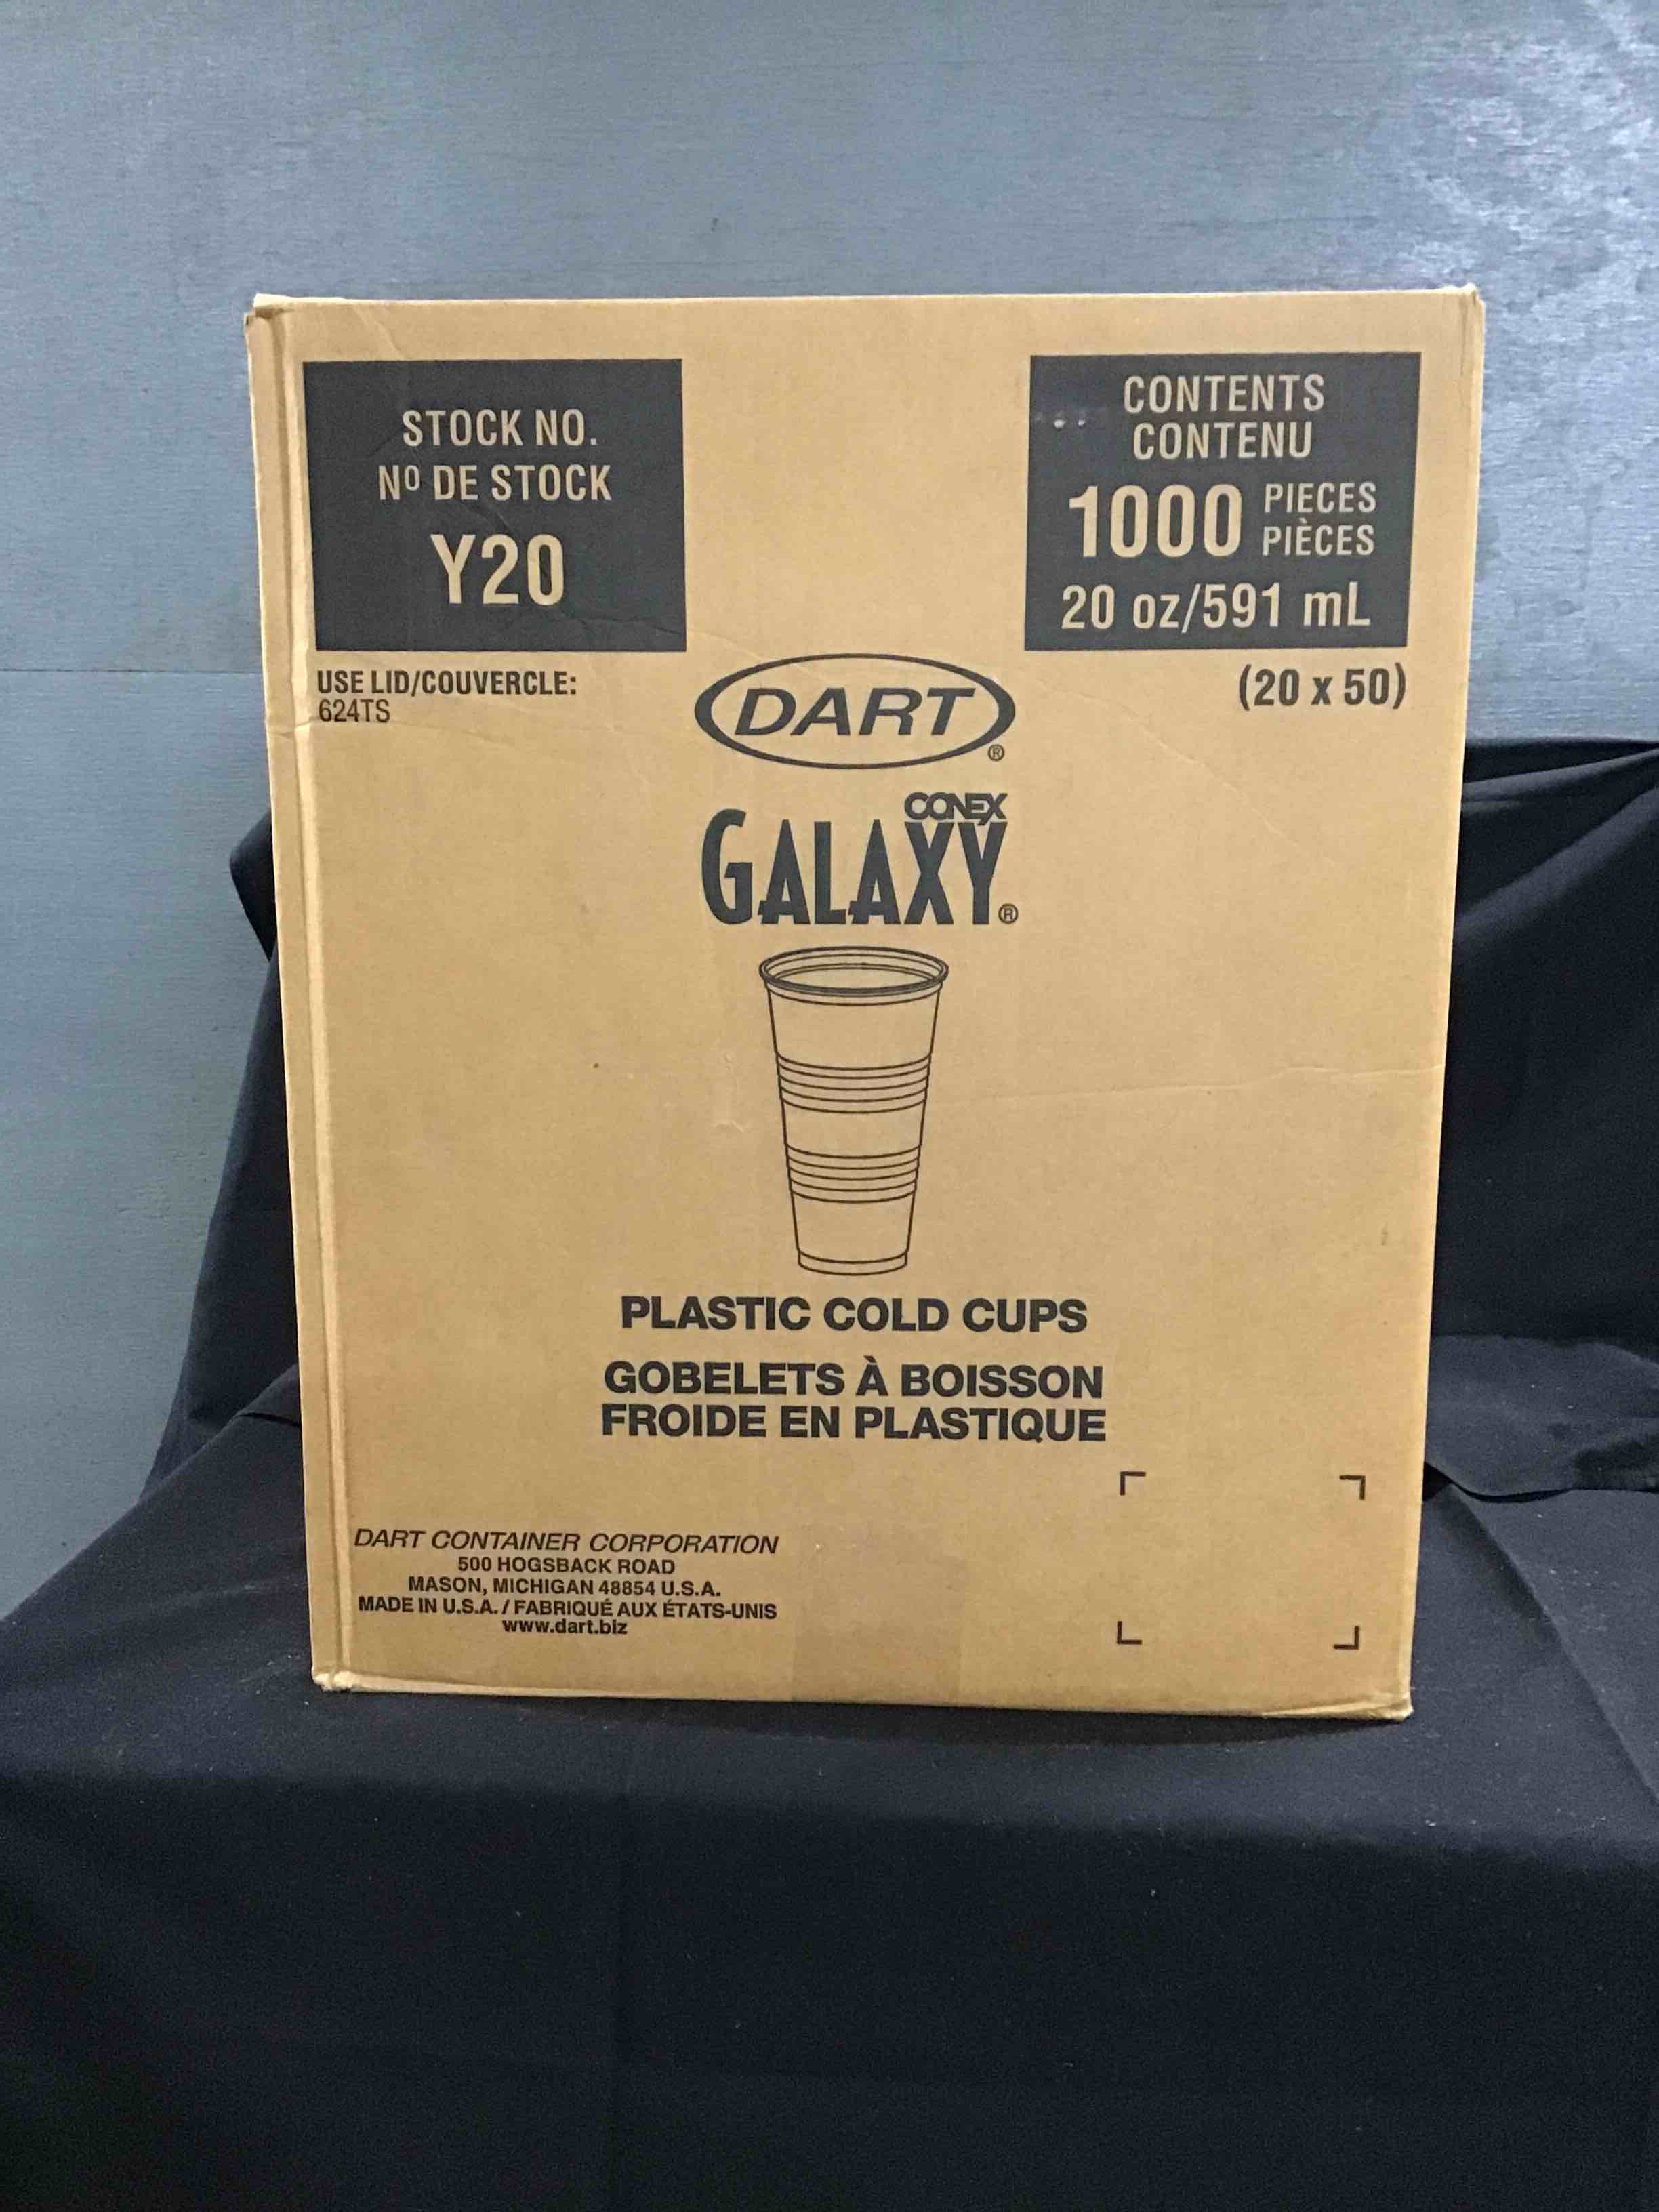 STOCK NO.
Nº DE STOCK
Y20
USE LID/COUVERCLE:
624TS
CONTENTS
CONTENU
1000 PIECES
PIÈCES
20 oz/591 mL
(20 x 50)
DART®
CONEX
GALAXY®
PLASTIC COLD CUPS
GOBELETS À BOISSON
FROIDE EN PLASTIQUE
DART CONTAINER CORPORATION
500 HOGSBACK ROAD
MASON, MICHIGAN 48854 U.S.A.
MADE IN U.S.A. / FABRIQUÉ AUX ÉTATS-UNIS
www.dart.biz